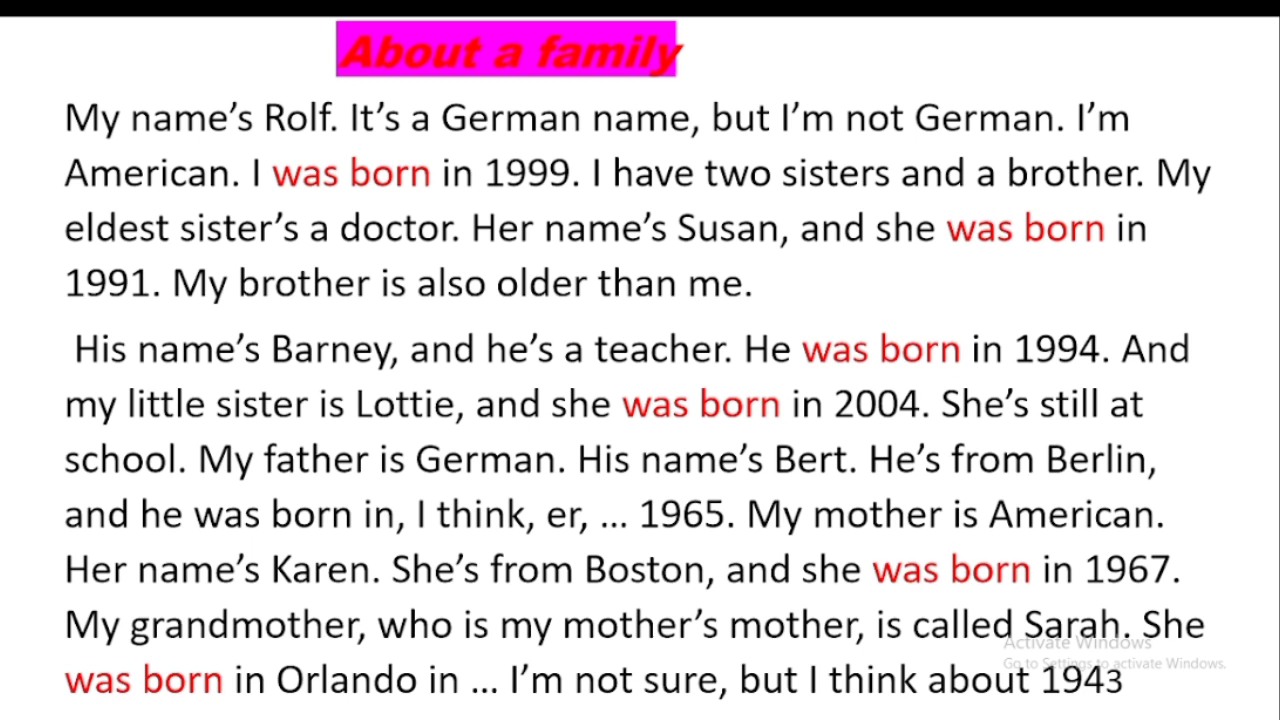 About a family
My name’s Rolf. It’s a German name, but I’m not German. I’m
American. I was born in 1999. I have two sisters and a brother. My
eldest sister’s a doctor. Her name’s Susan, and she was born in
1991. My brother is also older than me.
His name’s Barney, and he’s a teacher. He was born in 1994. And
my little sister is Lottie, and she was born in 2004. She’s still at
school. My father is German. His name’s Bert. He’s from Berlin,
and he was born in, I think, er, ... 1965. My mother is American.
Her name’s Karen. She’s from Boston, and she was born in 1967.
My grandmother, who is my mother’s mother, is called Sarah. She
was born in Orlando in ... I’m not sure, but I think about 1943
Activate Windows
Go to Settings to activate Windows.